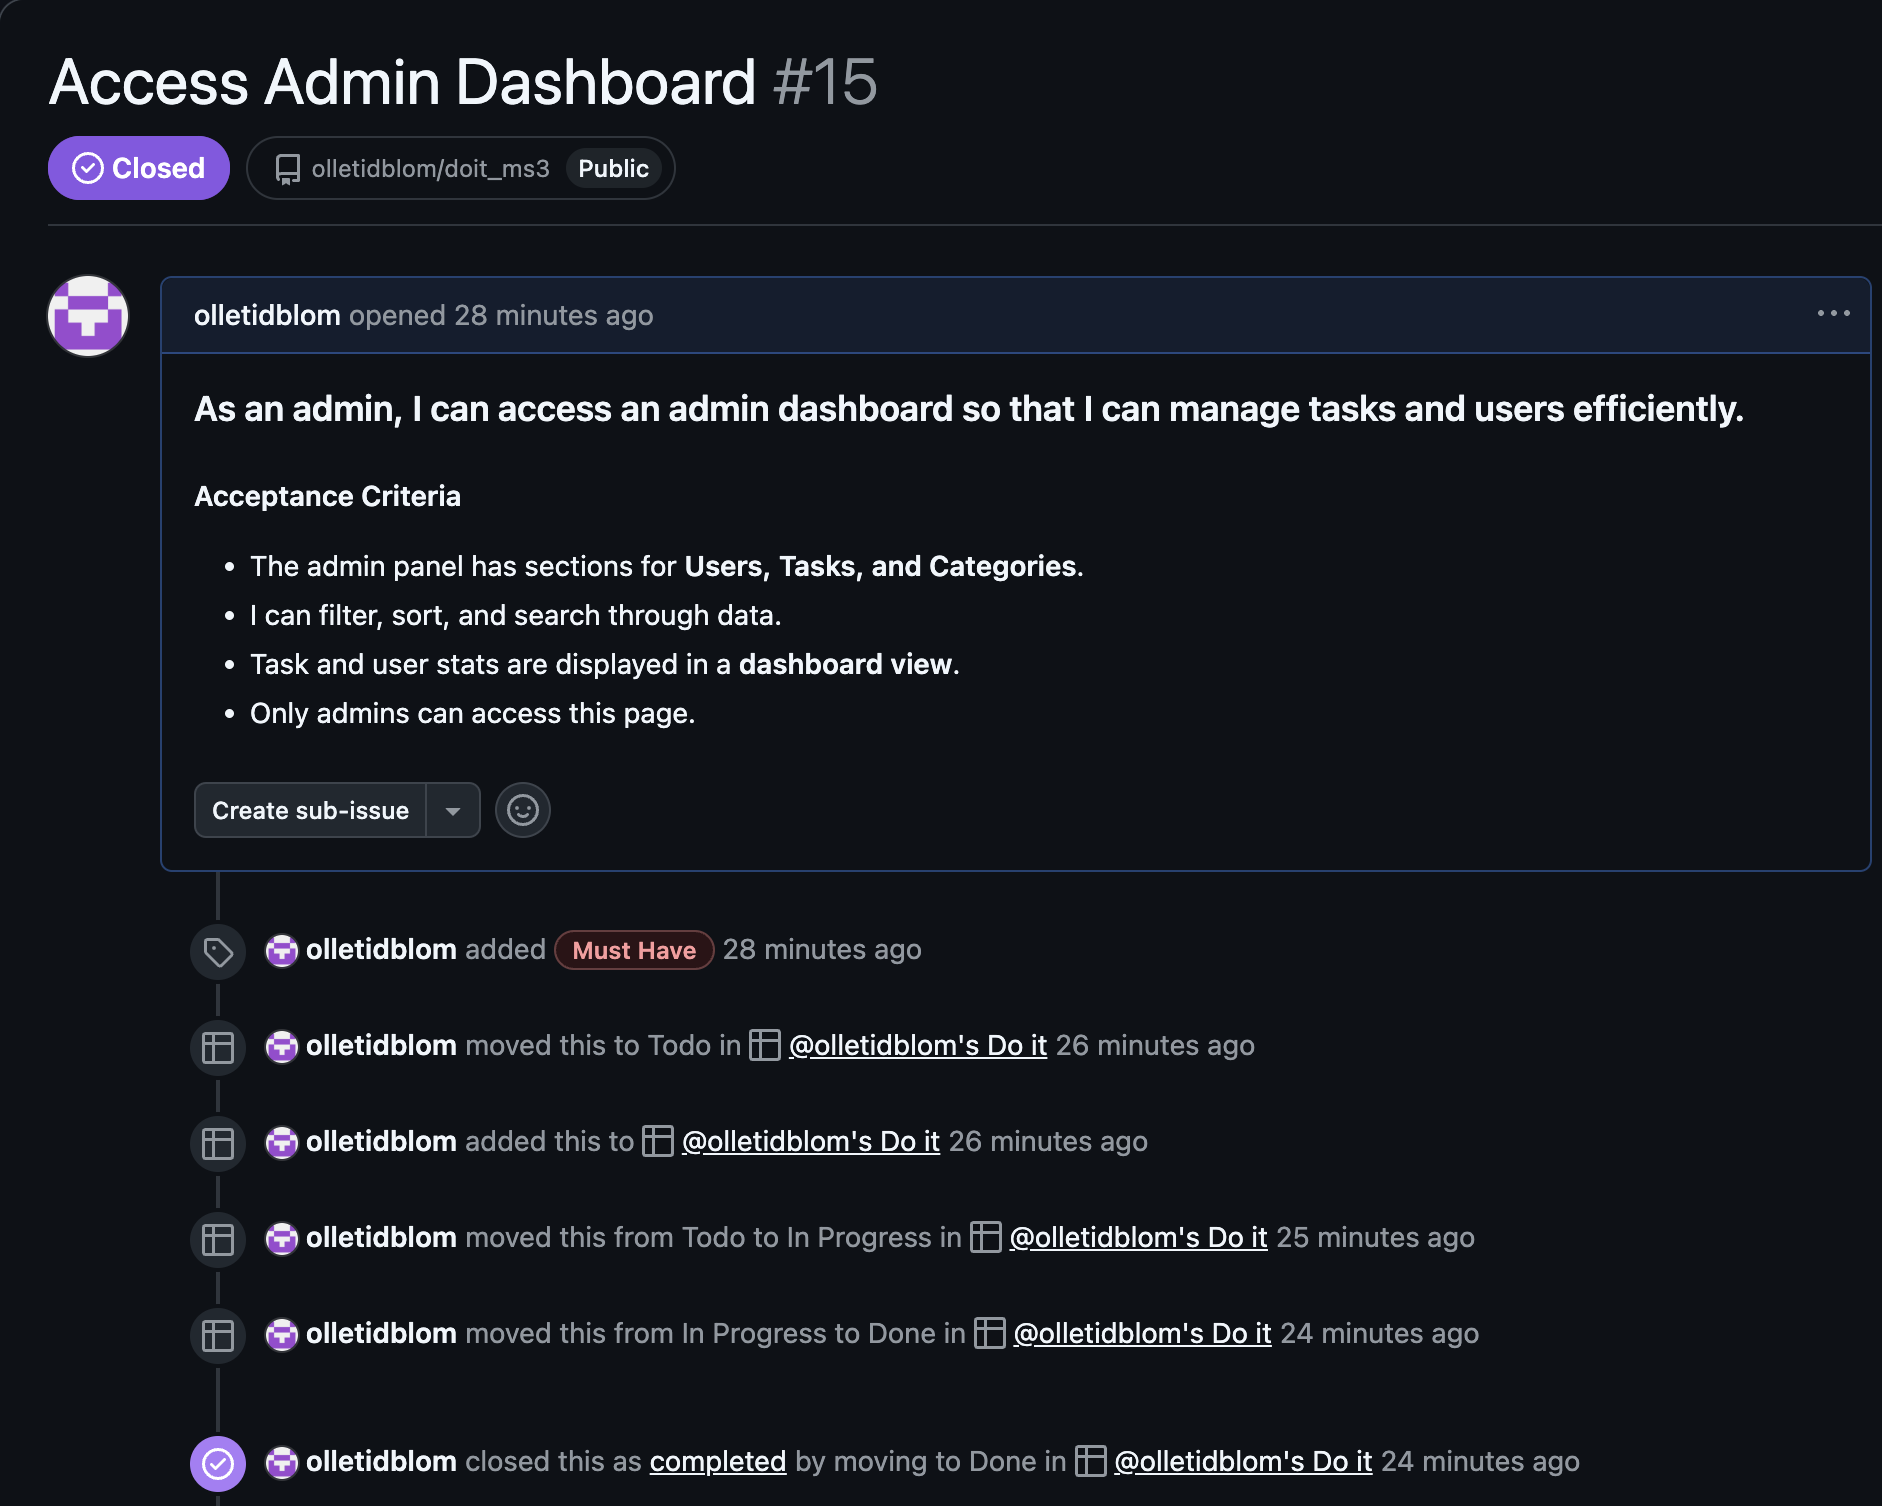 Access Admin Dashboard #15
Closed olletidblom/doit_ms3 Public
olletidblom opened 28 minutes ago
As an admin, I can access an admin dashboard so that I can manage tasks and users efficiently.
Acceptance Criteria
• The admin panel has sections for Users, Tasks, and Categories.
• I can filter, sort, and search through data.
• Task and user stats are displayed in a dashboard view.
• Only admins can access this page.
Create sub-issue
olletidblom added Must Have 28 minutes ago
olletidblom moved this to Todo in @olletidblom's Do it 26 minutes ago
olletidblom added this to @olletidblom's Do it 26 minutes ago
olletidblom moved this from Todo to In Progress in @olletidblom's Do it 25 minutes ago
olletidblom moved this from In Progress to Done in @olletidblom's Do it 24 minutes ago
olletidblom closed this as completed by moving to Done in @olletidblom's Do it 24 minutes ago